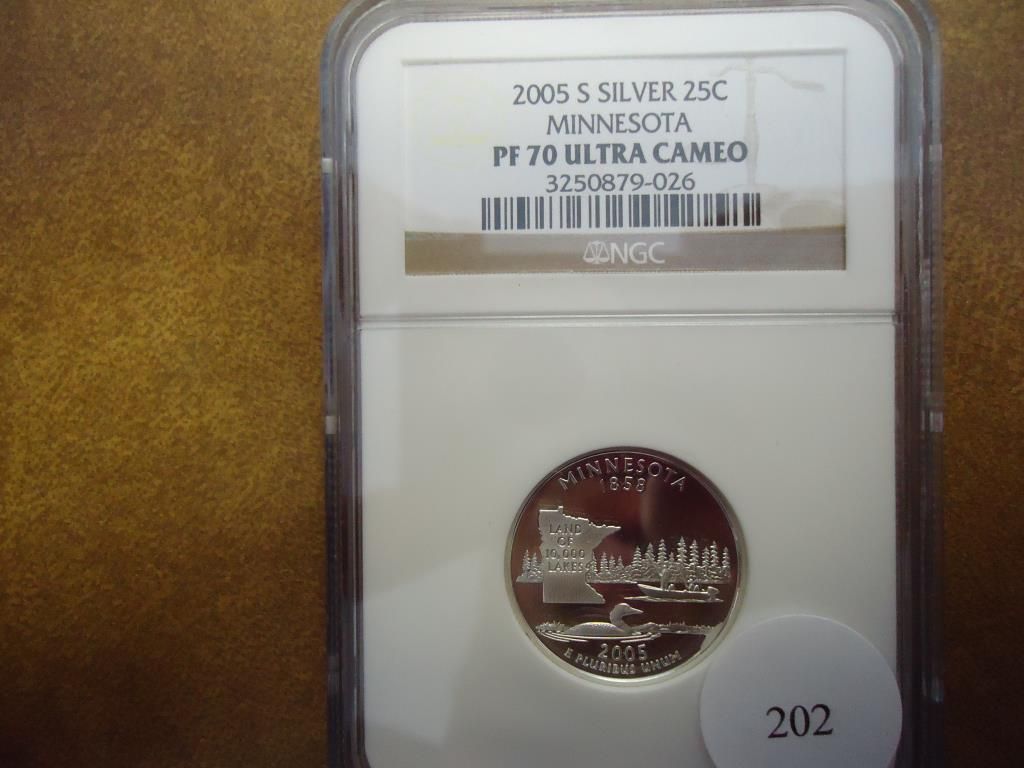 2005 S SILVER 25C
MINNESOTA
PF 70 ULTRA CAMEO
3250879-026
NGC
MINNESOTA
1858
LAND
OF
10,000
LAKES
2005
E PLURIBUS UNUM
202